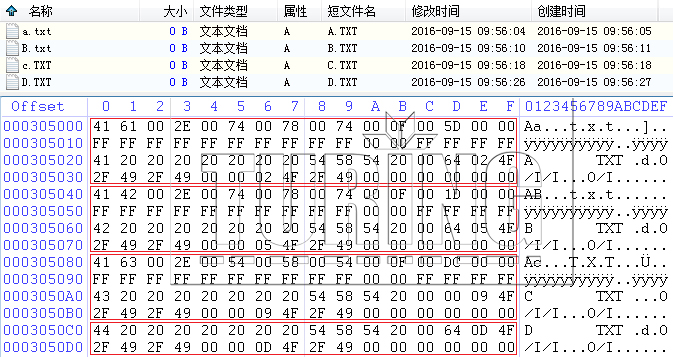 名称 大小 文件类型 属性 短文件名 修改时间 创建时间
a.txt 0 B 文本文档 A A.TXT 2016-09-15 09:56:04 2016-09-15 09:56:05
B.txt 0 B 文本文档 A B.TXT 2016-09-15 09:56:10 2016-09-15 09:56:11
c.TXT 0 B 文本文档 A C.TXT 2016-09-15 09:56:18 2016-09-15 09:56:18
D.TXT 0 B 文本文档 A D.TXT 2016-09-15 09:56:26 2016-09-15 09:56:27
Offset 0 1 2 3 4 5 6 7 8 9 A B C D E F 0123456789ABCDEF
000305000 41 61 00 2E 00 74 00 78 00 74 00 0F 00 5D 00 00 Aa...t.x.t...]..
000305010 FF FF FF FF FF FF FF FF FF FF 00 00 FF FF FF FF ÿÿÿÿÿÿÿÿÿÿ..ÿÿÿÿ
000305020 41 20 20 20 20 20 20 20 54 58 54 20 00 64 02 4F A       TXT .d.O
000305030 2F 49 2F 49 00 00 02 4F 2F 49 00 00 00 00 00 00 /I/I...O/I......
000305040 41 42 00 2E 00 74 00 78 00 74 00 0F 00 1D 00 00 AB...t.x.t......
000305050 FF FF FF FF FF FF FF FF FF FF 00 00 FF FF FF FF ÿÿÿÿÿÿÿÿÿÿ..ÿÿÿÿ
000305060 42 20 20 20 20 20 20 20 54 58 54 20 00 64 05 4F B       TXT .d.O
000305070 2F 49 2F 49 00 00 05 4F 2F 49 00 00 00 00 00 00 /I/I...O/I......
000305080 41 63 00 2E 00 54 00 58 00 54 00 0F 00 DC 00 00 Ac...T.X.T...Ü..
000305090 FF FF FF FF FF FF FF FF FF FF 00 00 FF FF FF FF ÿÿÿÿÿÿÿÿÿÿ..ÿÿÿÿ
0003050A0 43 20 20 20 20 20 20 20 54 58 54 20 00 00 09 4F C       TXT ...O
0003050B0 2F 49 2F 49 00 00 09 4F 2F 49 00 00 00 00 00 00 /I/I...O/I......
0003050C0 44 20 20 20 20 20 20 20 54 58 54 20 00 64 0D 4F D       TXT .d.O
0003050D0 2F 49 2F 49 00 00 0D 4F 2F 49 00 00 00 00 00 00 /I/I...O/I......
TURING